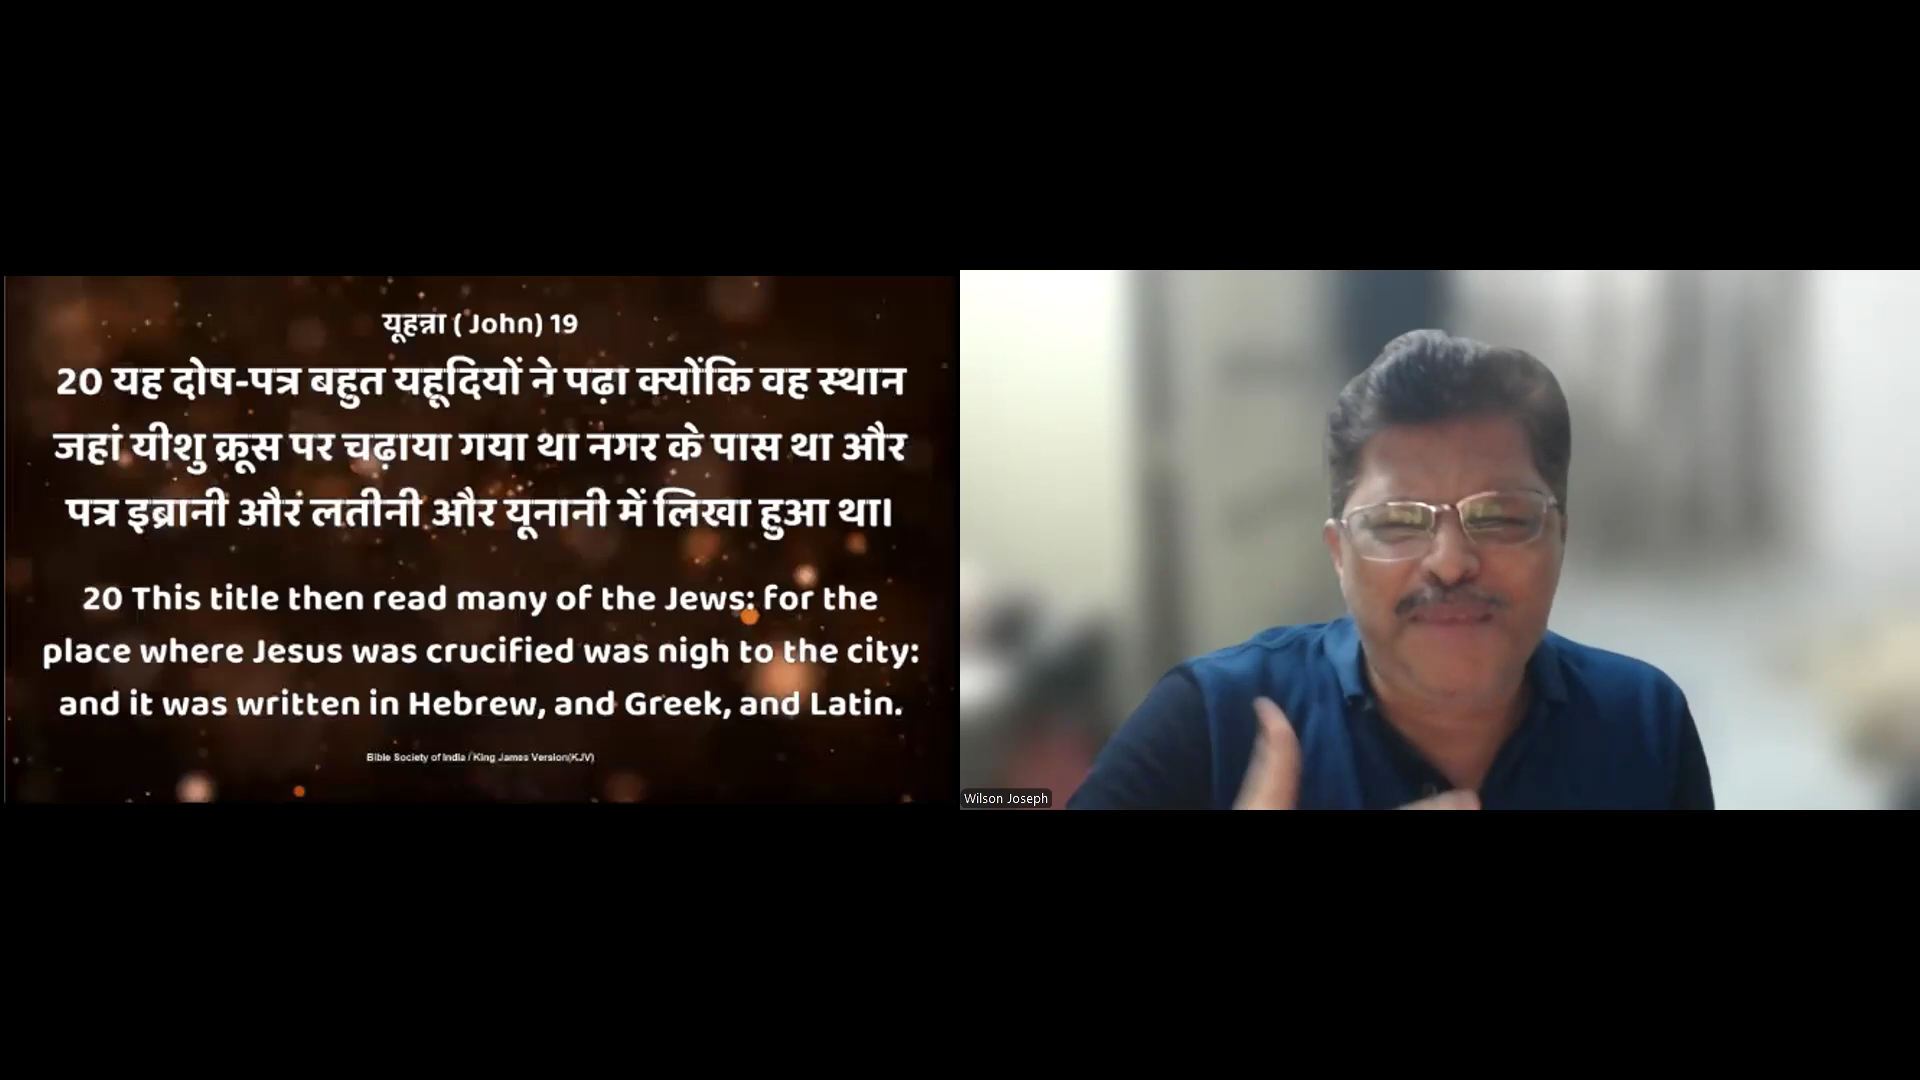 यूहन्ना ( John) 19
20 यह दोष-पत्र बहुत यहूदियों ने पढ़ा क्योंकि वह स्थान
जहां यीशु क्रूस पर चढ़ाया गया था नगर के पास था और
पत्र इब्रानी औरं लतीनी और यूनानी में लिखा हुआ था।
20 This title then read many of the Jews: for the
place where Jesus was crucified was nigh to the city:
and it was written in Hebrew, and Greek, and Latin.
Bible Society of India / King James Version(KJV)
Wilson Joseph